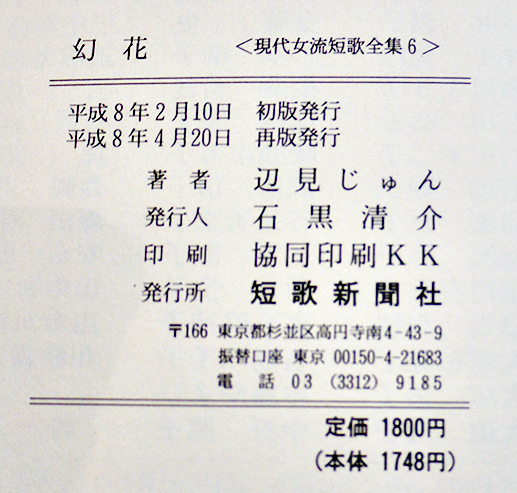 幻花 <現代女流短歌全集6>
平成8年2月10日 初版発行
平成8年4月20日 再版発行
著者 辺見じゅん
発行人 石黒清介
印刷 協同印刷KK
発行所 短歌新聞社
〒166 東京都杉並区高円寺南4-43-9
振替口座 東京 00150-4-21683
電話 03 (3312) 9185
定価 1800円
(本体 1748円)